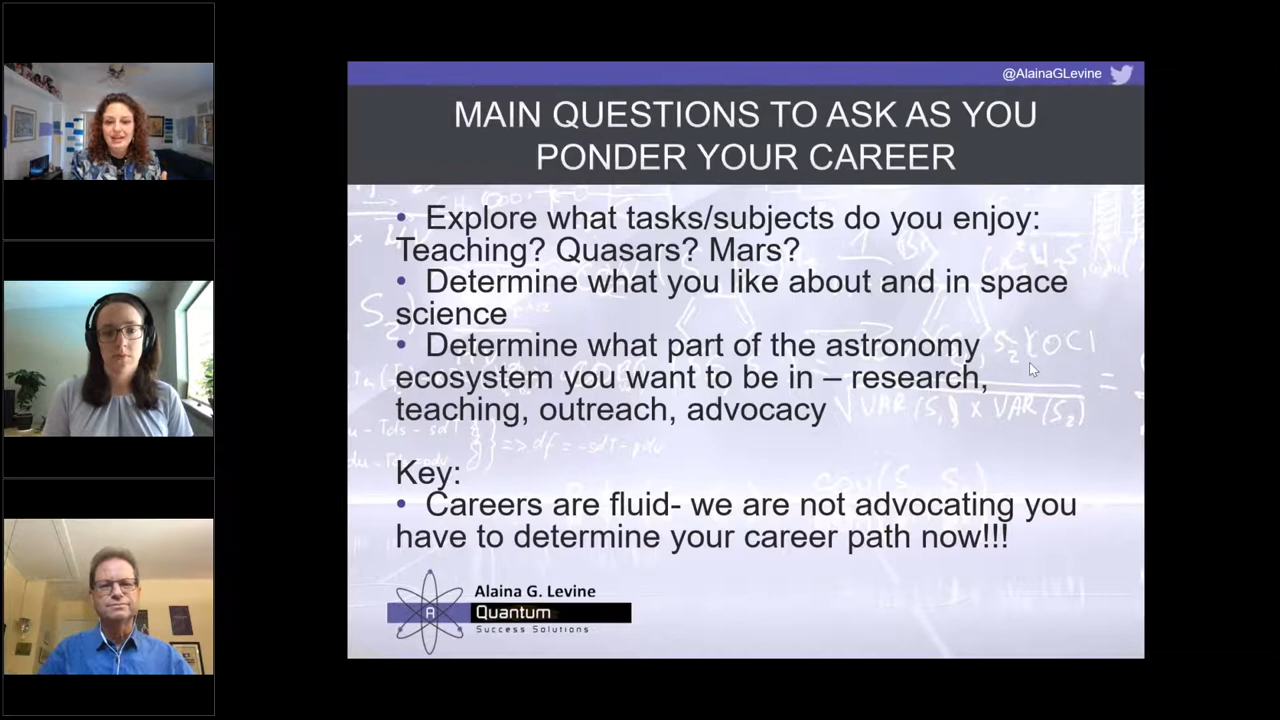 @AlainaGLevine
MAIN QUESTIONS TO ASK AS YOU
PONDER YOUR CAREER
• Explore what tasks/subjects do you enjoy:
Teaching? Quasars? Mars?
• Determine what you like about and in space
science
• Determine what part of the astronomy
ecosystem you want to be in – research,
teaching, outreach, advocacy
Key:
• Careers are fluid- we are not advocating you
have to determine your career path now!!!
Alaina G. Levine
A Quantum
Success Solutions